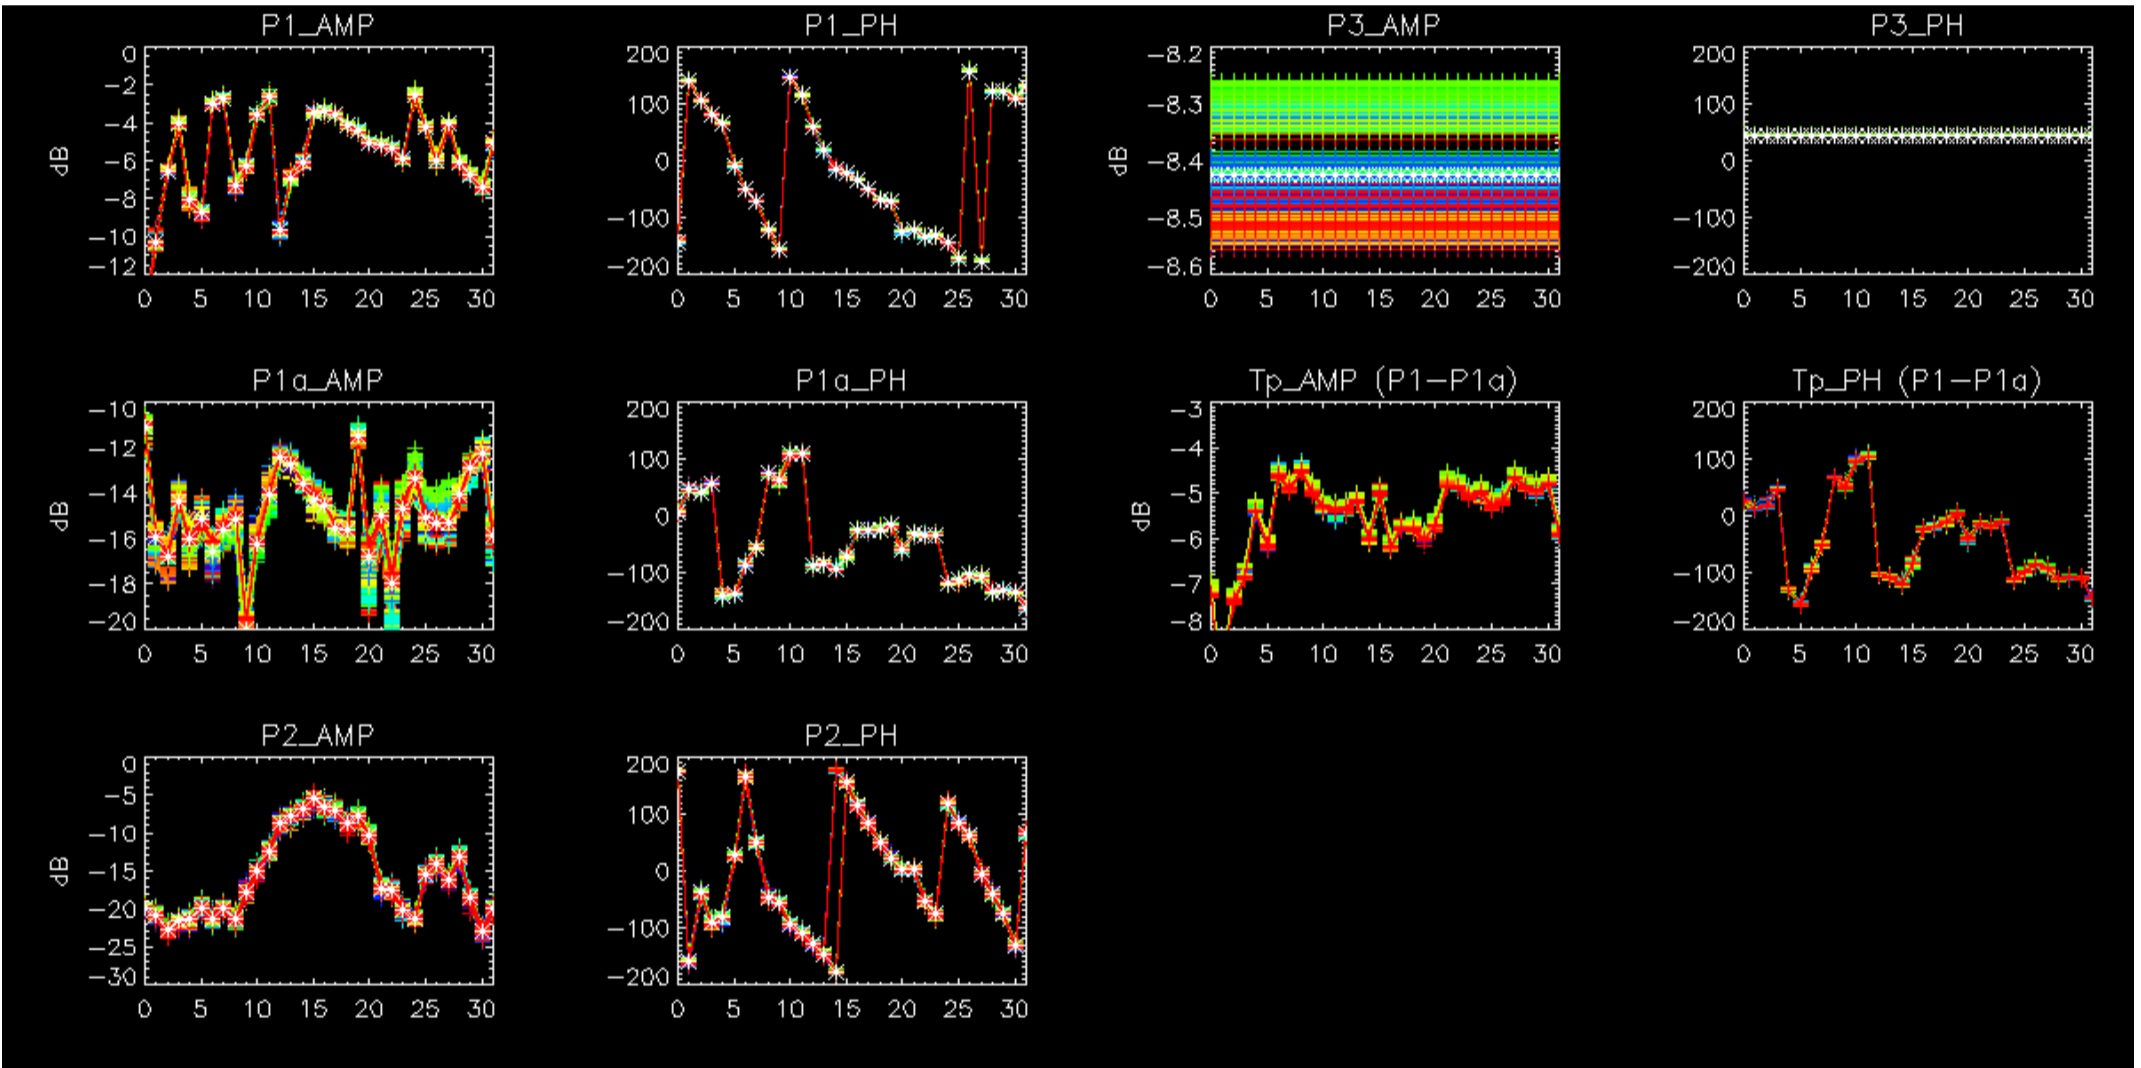 P1_AMP
0
-2
-4
-6
-8
-10
-12
dB
0 5 10 15 20 25 30
P1_PH
200
100
0
-100
-200
0 5 10 15 20 25 30
P3_AMP
-8.2
-8.3
-8.4
-8.5
-8.6
dB
0 5 10 15 20 25 30
P3_PH
200
100
0
-100
-200
0 5 10 15 20 25 30
P1a_AMP
-10
-12
-14
-16
-18
-20
dB
0 5 10 15 20 25 30
P1a_PH
200
100
0
-100
-200
0 5 10 15 20 25 30
Tp_AMP (P1-P1a)
-3
-4
-5
-6
-7
-8
dB
0 5 10 15 20 25 30
Tp_PH (P1-P1a)
200
100
0
-100
-200
0 5 10 15 20 25 30
P2_AMP
0
-5
-10
-15
-20
-25
-30
dB
0 5 10 15 20 25 30
P2_PH
200
100
0
-100
-200
0 5 10 15 20 25 30